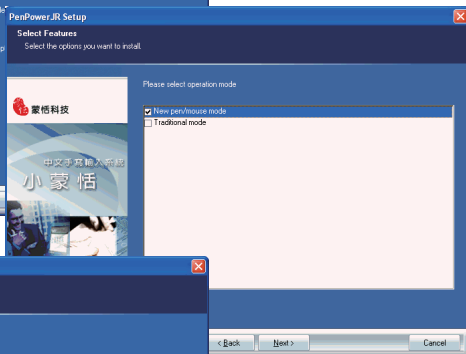 PenPowerJR Setup
Select Features
Select the options you want to install.
Please select operation mode
New pen/mouse mode
Traditional mode
蒙恬科技
中文手寫輸入系統
小蒙恬
< Back
Next >
Cancel